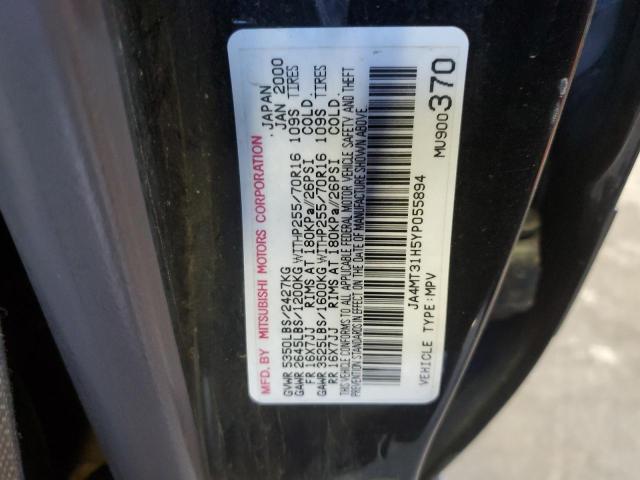 MFD. BY MITSUBISHI MOTORS CORPORATION JAPAN
GVWR 5350LBS/2427KG JAN 2000
GAWR 2645LBS/1200KG WITH P255/70R16 109S TIRES
FR 16X7JJ RIMS AT 180KPA//26PSI COLD.
GAWR 3525LBS/1600KG WITH P255/70R16 109S TIRES
RR 16X7JJ RIMS AT 180KPA//26PSI COLD.
THIS VEHICLE CONFORMS TO ALL APPLICABLE FEDERAL MOTOR VEHICLE SAFETY AND THEFT
PREVENTION STANDARDS IN EFFECT ON THE DATE OF MANUFACTURE SHOWN ABOVE.
JA4MT31H5YP055894
VEHICLE TYPE:MPV MU900370